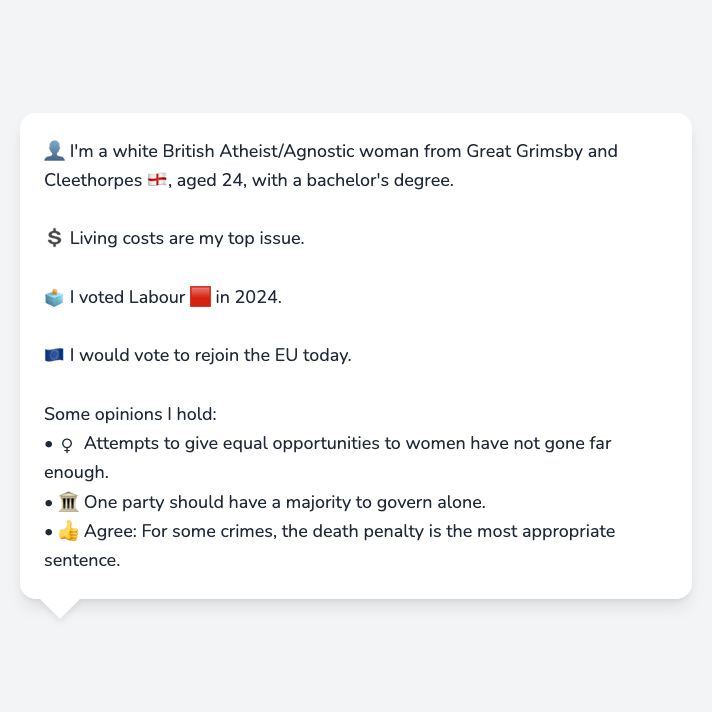 👤 I'm a white British Atheist/Agnostic woman from Great Grimsby and
Cleethorpes 🏴󠁧󠁢󠁥󠁮󠁧󠁿, aged 24, with a bachelor's degree.
💲 Living costs are my top issue.
🗳️ I voted Labour 🟥 in 2024.
🇪🇺 I would vote to rejoin the EU today.
Some opinions I hold:
• ♀️ Attempts to give equal opportunities to women have not gone far
enough.
• 🏛️ One party should have a majority to govern alone.
• 👍 Agree: For some crimes, the death penalty is the most appropriate
sentence.